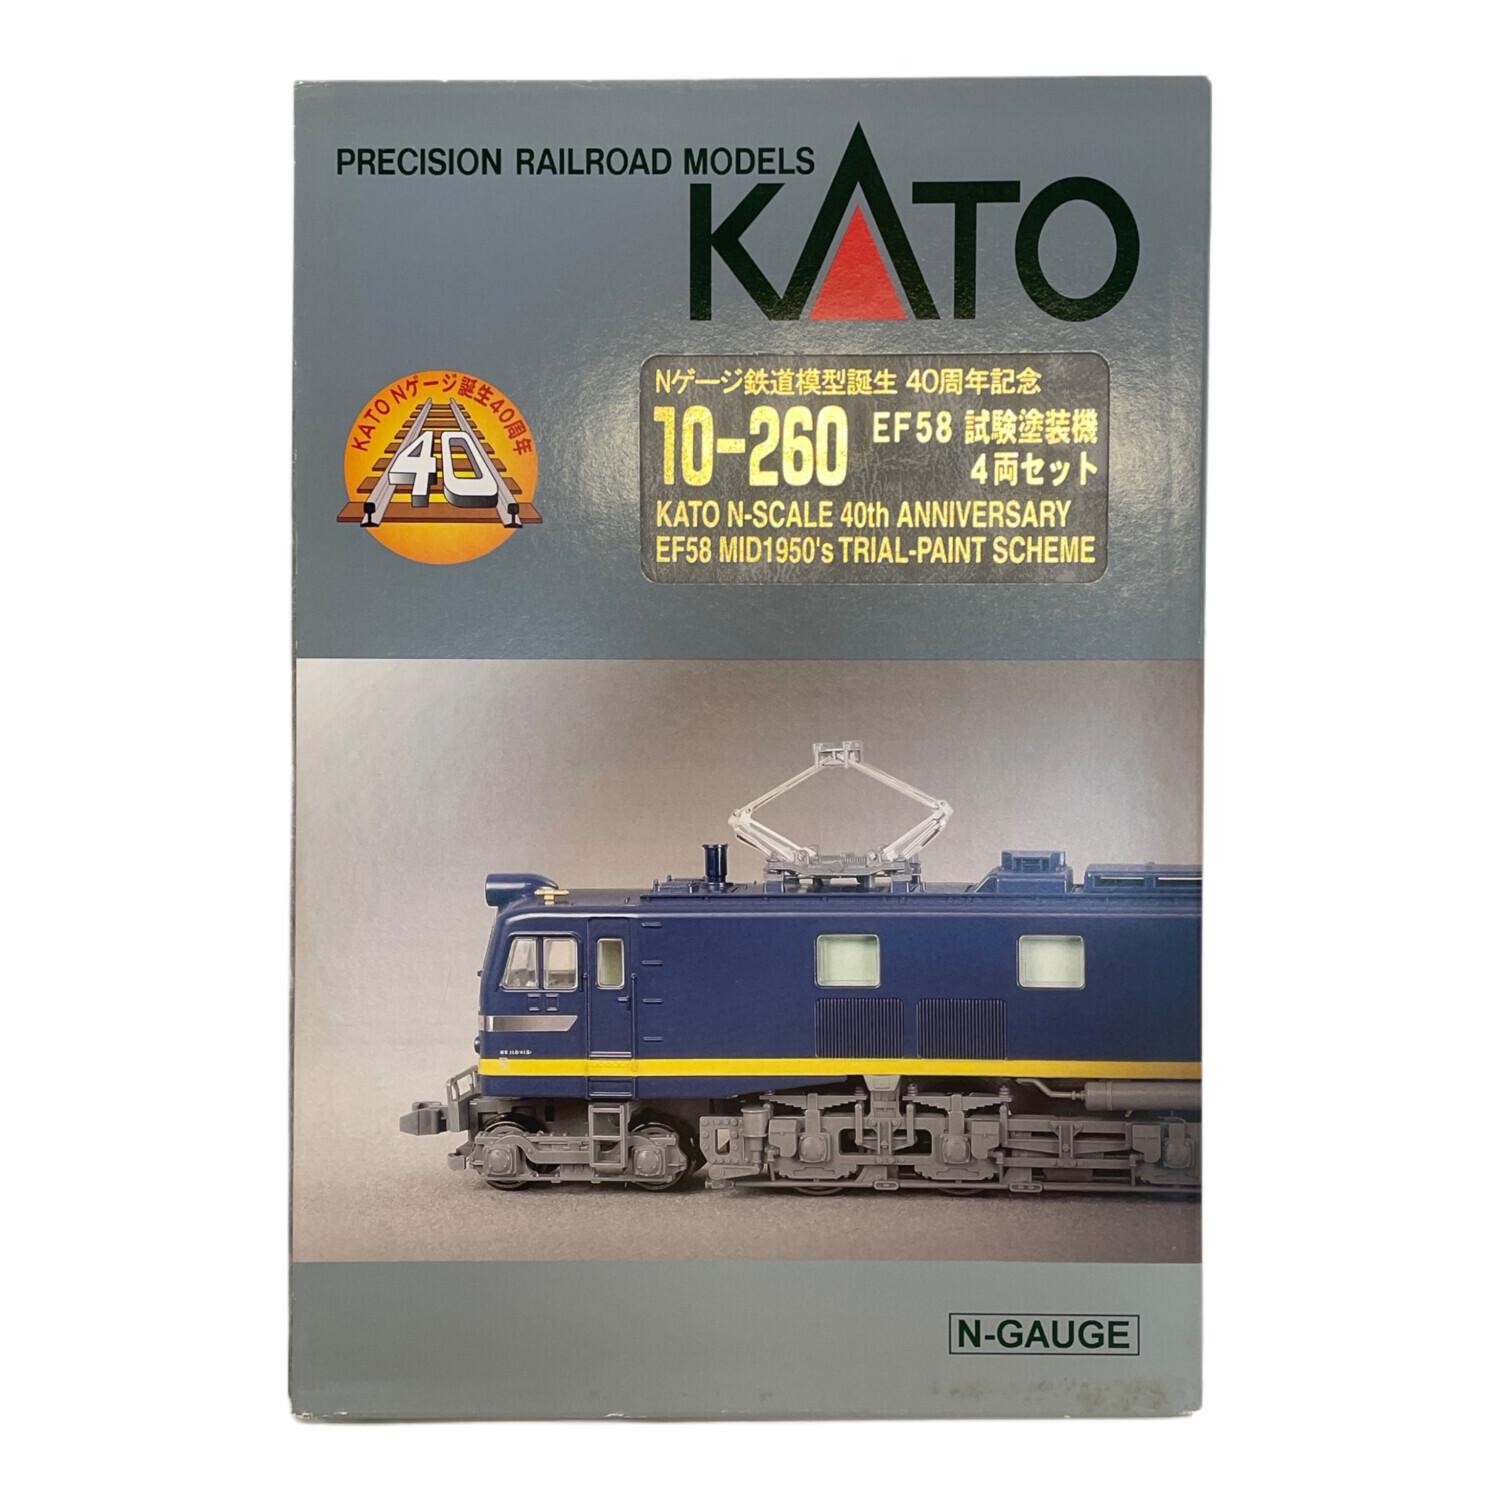 PRECISION RAILROAD MODELS
KATO
KATO Nゲージ誕生40周年
40
Nゲージ鉄道模型誕生 40周年記念
10-260 EF58 試験塗装機
4両セット
KATO N-SCALE 40th ANNIVERSARY
EF58 MID1950's TRIAL-PAINT SCHEME
N-GAUGE